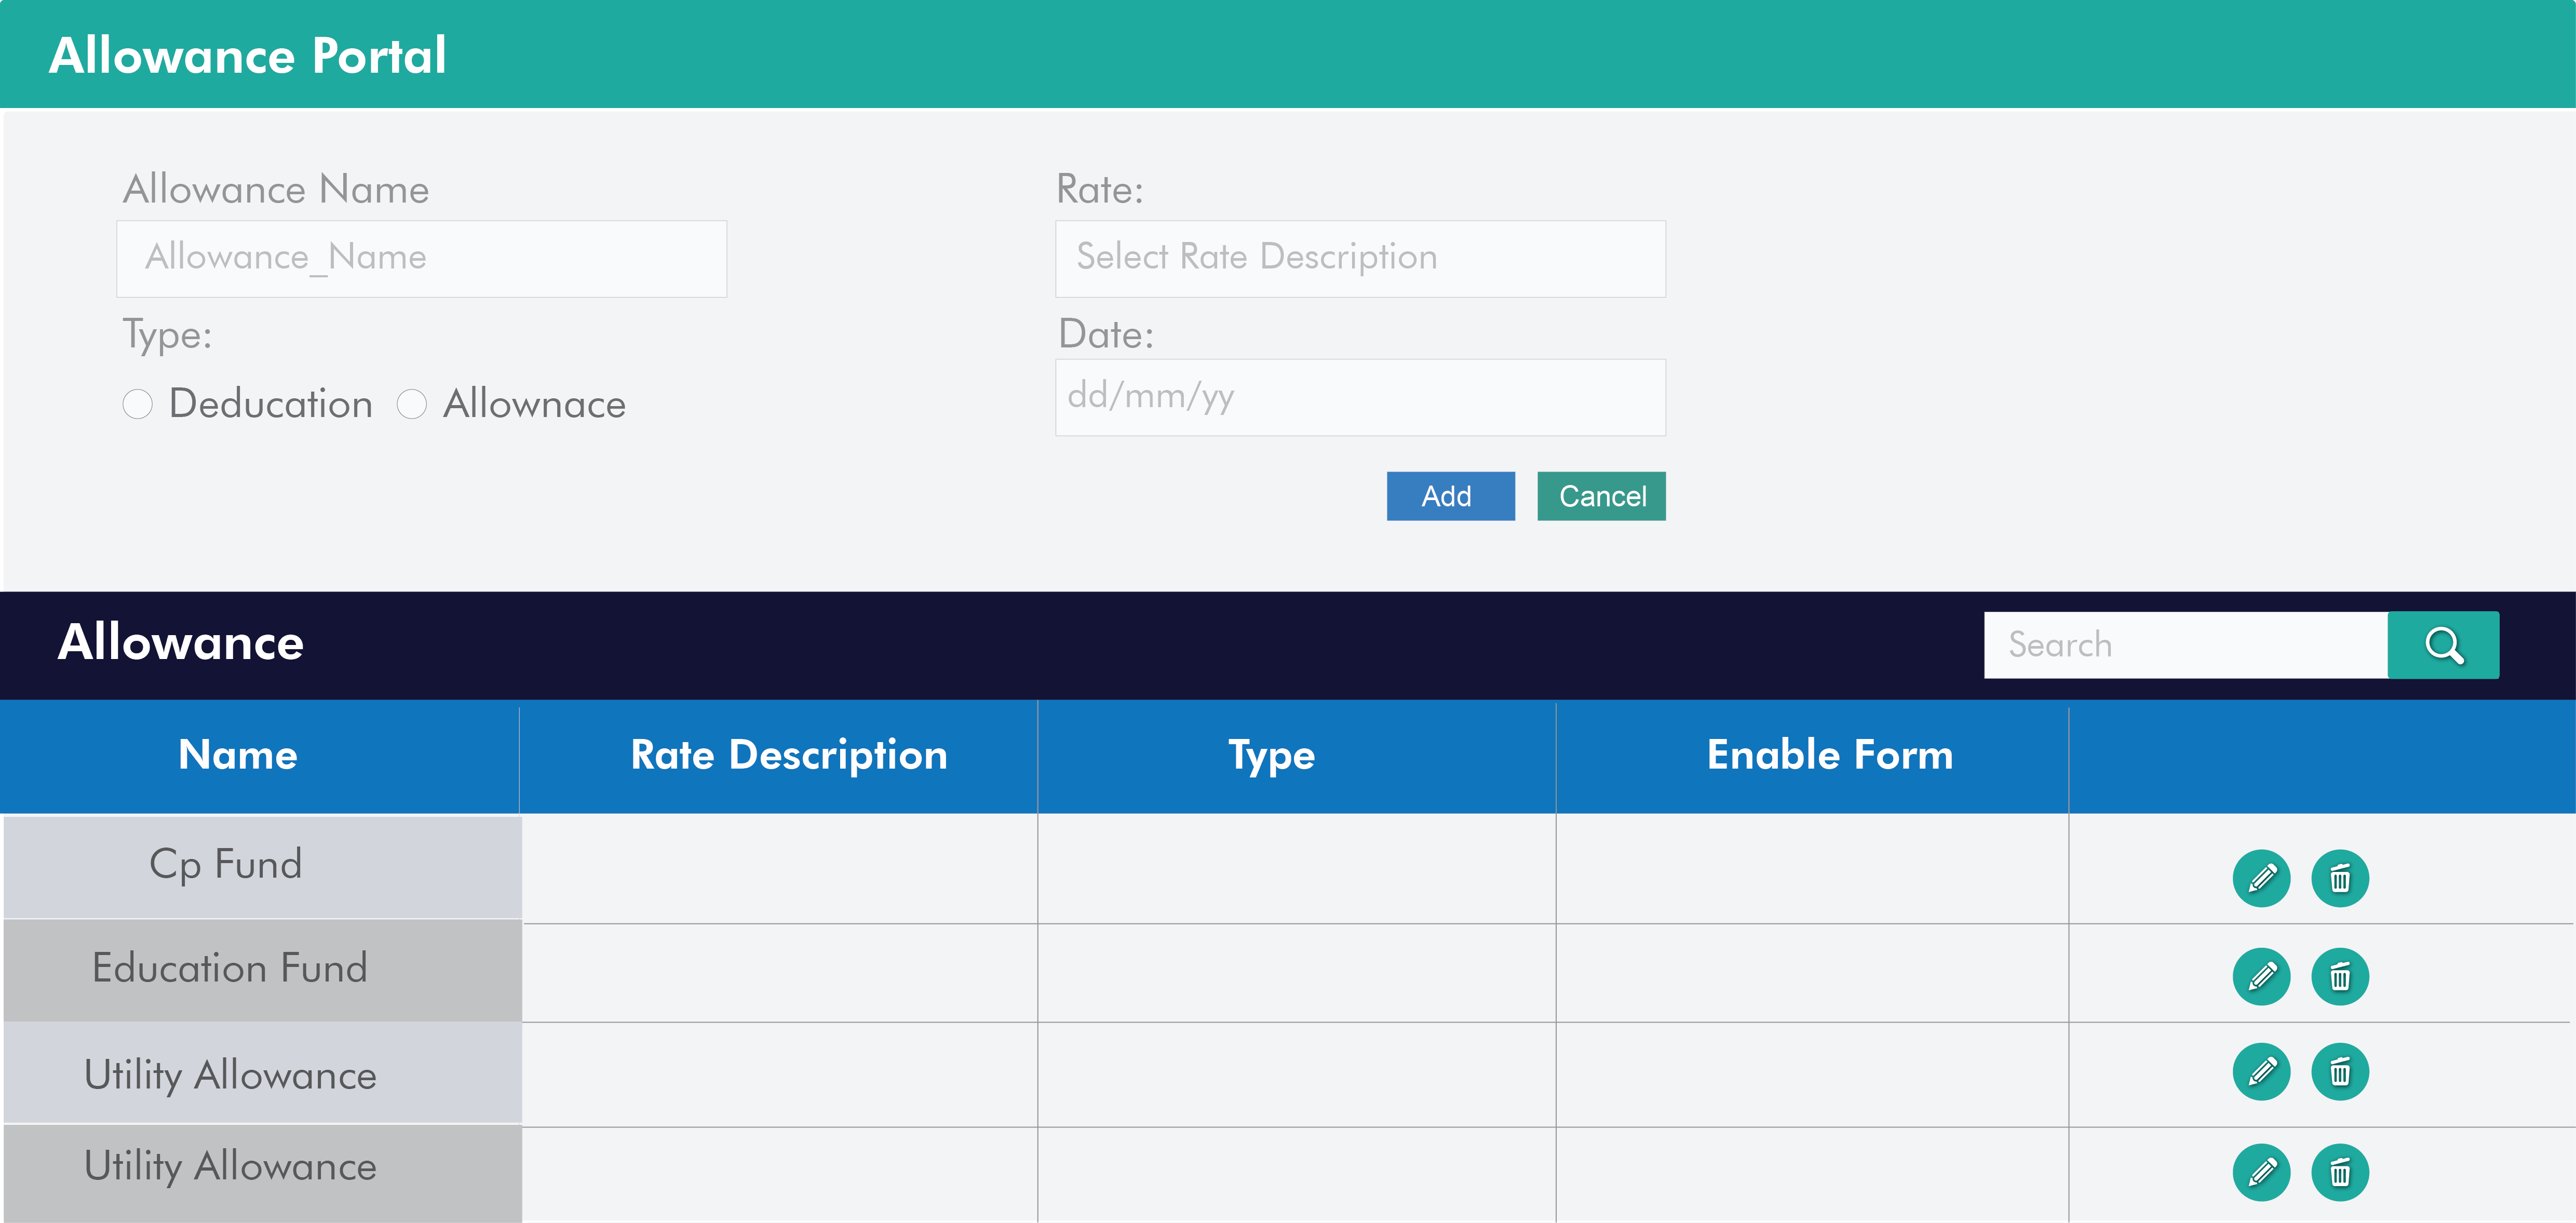 Allowance Portal
Allowance Name
Rate:
Allowance_Name
Select Rate Description
Type:
Date:
Deducation
Allownace
dd/mm/yy
Add
Cancel
Allowance
Search
Name
Rate Description
Type
Enable Form
Cp Fund
Education Fund
Utility Allowance
Utility Allowance